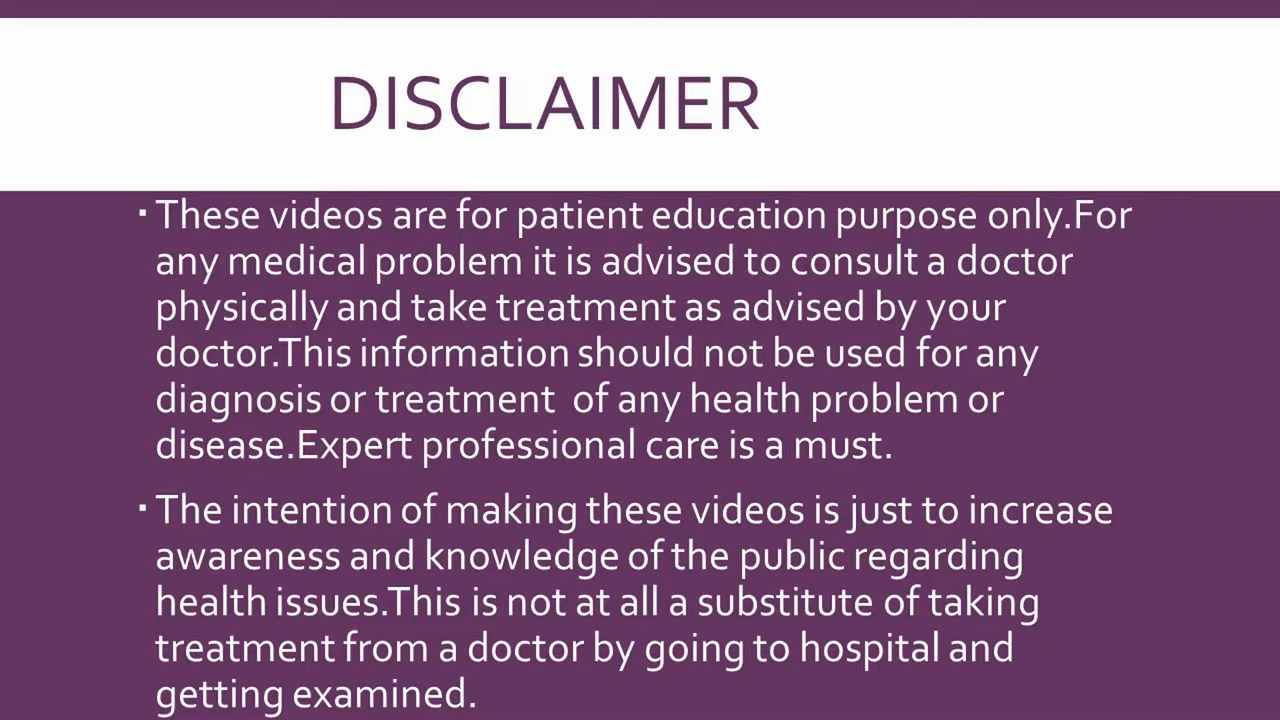 DISCLAIMER
▪ These videos are for patient education purpose only.For
any medical problem it is advised to consult a doctor
physically and take treatment as advised by your
doctor.This information should not be used for any
diagnosis or treatment  of any health problem or
disease.Expert professional care is a must.
▪ The intention of making these videos is just to increase
awareness and knowledge of the public regarding
health issues.This is not at all a substitute of taking
treatment from a doctor by going to hospital and
getting examined.